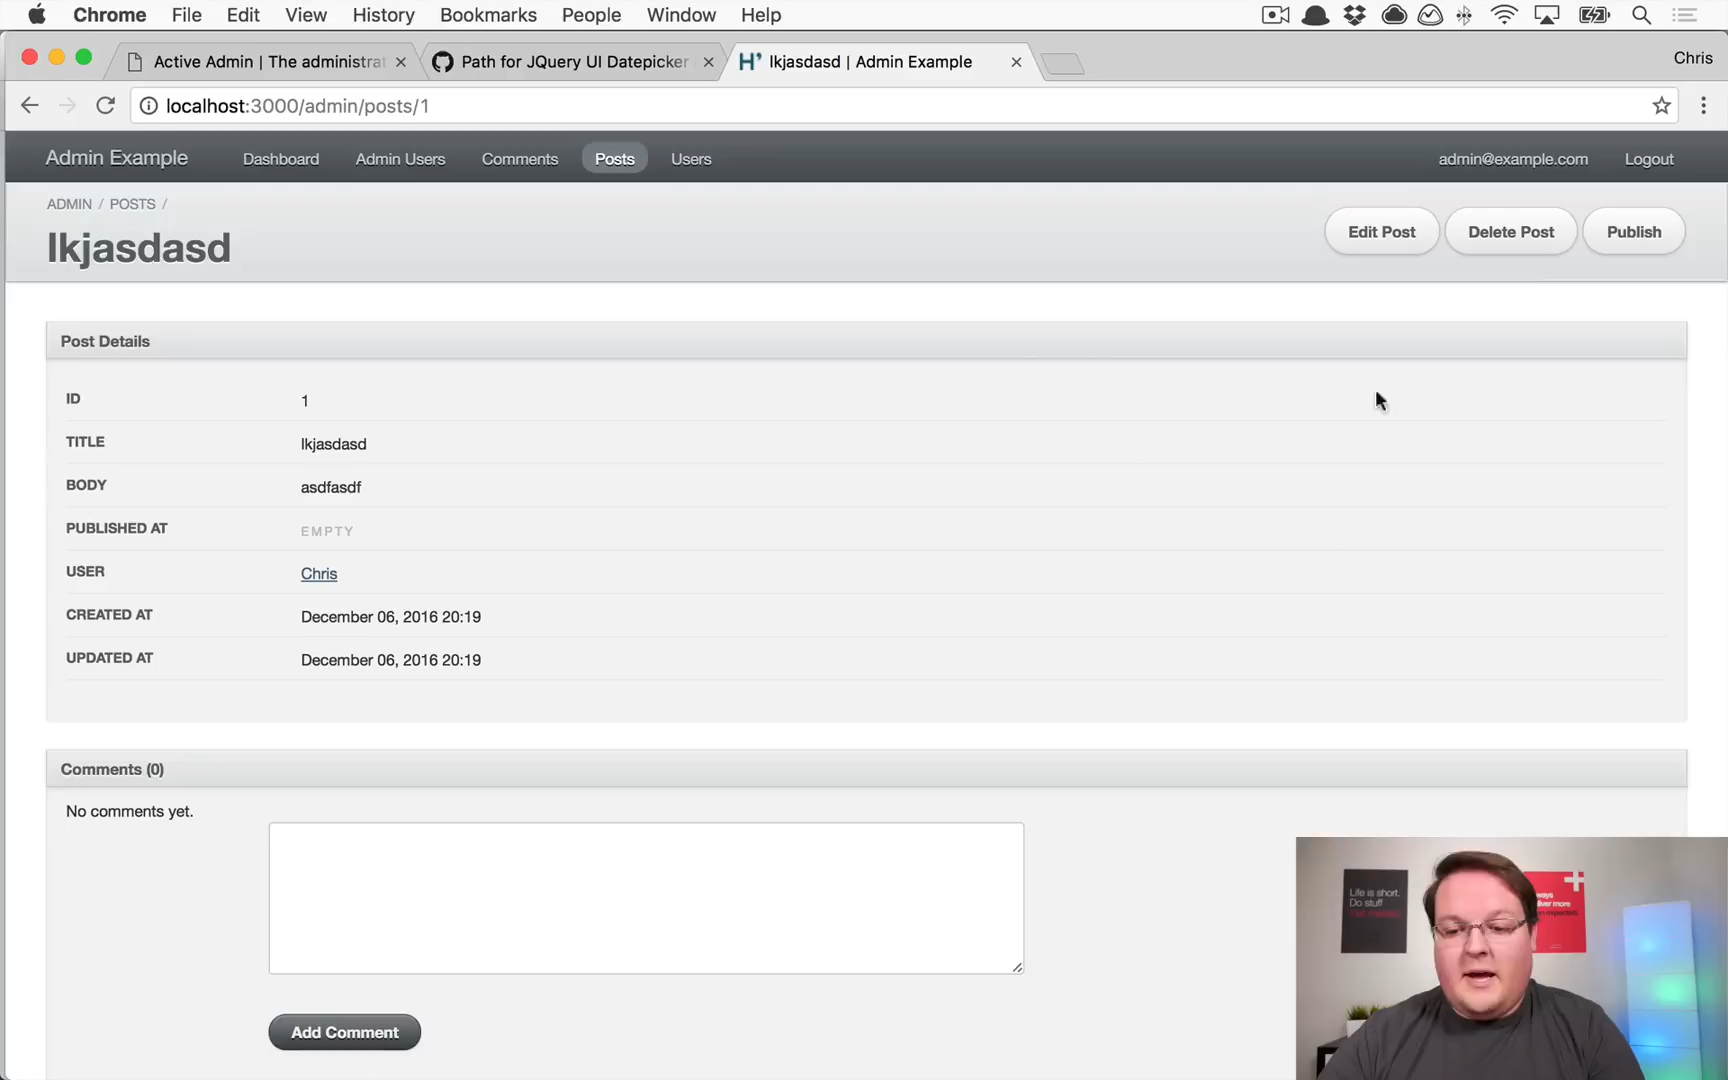 Chrome File Edit View History Bookmarks People Window Help
Active Admin | The administrat
Path for JQuery UI Datepicker
H' lkjasdasd | Admin Example
Chris
localhost:3000/admin/posts/1
Admin Example Dashboard Admin Users Comments Posts Users admin@example.com Logout
ADMIN / POSTS /
lkjasdasd
Edit Post Delete Post Publish
Post Details
ID 1
TITLE lkjasdasd
BODY asdfasdf
PUBLISHED AT EMPTY
USER Chris
CREATED AT December 06, 2016 20:19
UPDATED AT December 06, 2016 20:19
Comments (0)
No comments yet.
Add Comment
Life is short.
Do stuff